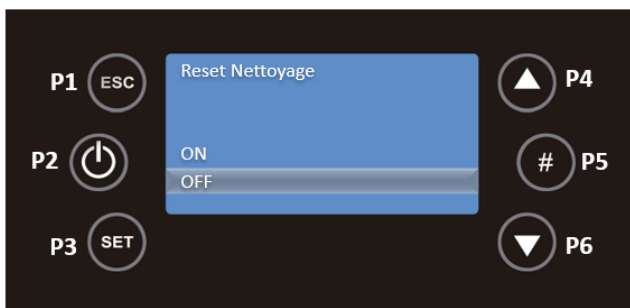 Reset Nettoyage
P1 ESC
P4
P2
ON
# P5
OFF
P3 SET
P6